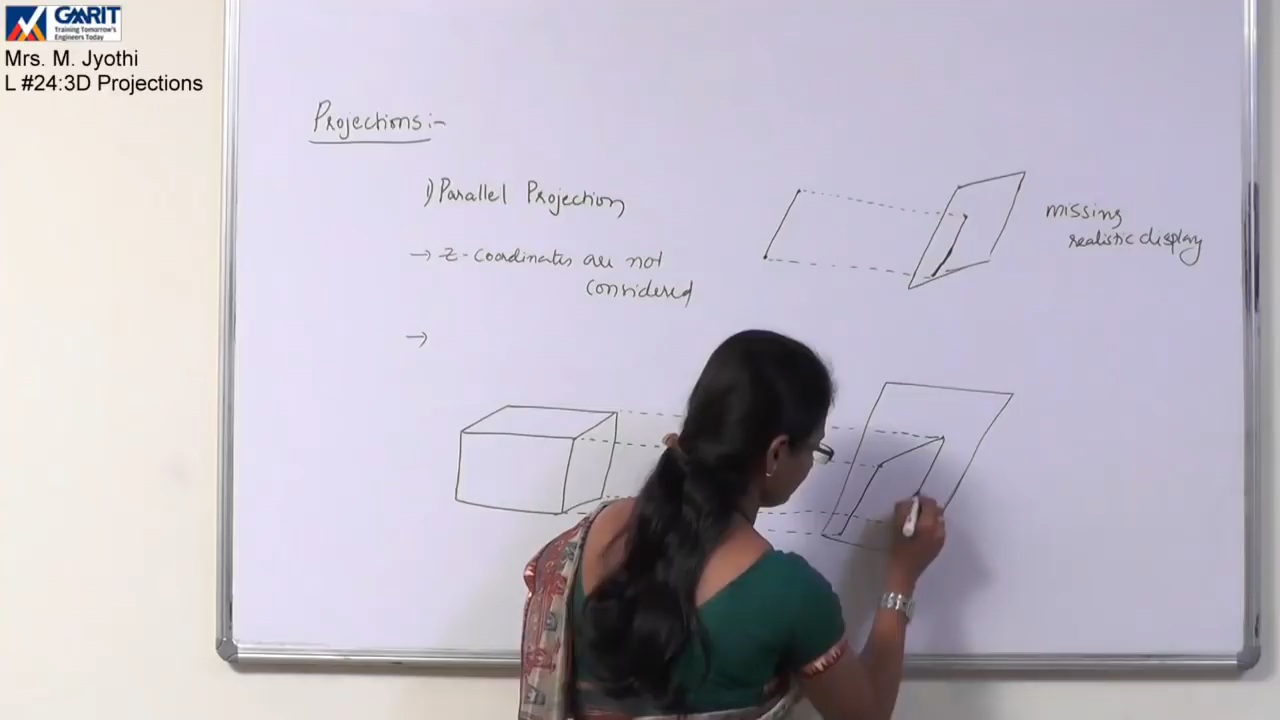 GMRIT
Training Tomorrow's
Engineers Today
Mrs. M. Jyothi
L #24:3D Projections
Projections:-
1) Parallel Projection
→ Z-coordinates are not
considered
→
missing
realistic display